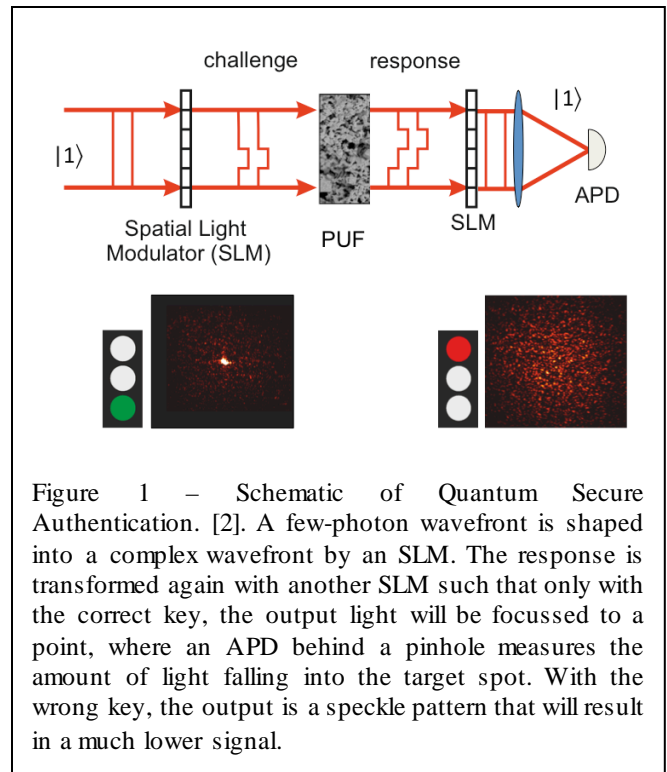 challenge response
|1⟩
|1⟩
APD
SLM
PUF
Spatial Light
Modulator (SLM)
Figure 1 – Schematic of Quantum Secure
Authentication. [2]. A few-photon wavefront is shaped
into a complex wavefront by an SLM. The response is
transformed again with another SLM such that only with
the correct key, the output light will be focussed to a
point, where an APD behind a pinhole measures the
amount of light falling into the target spot. With the
wrong key, the output is a speckle pattern that will result
in a much lower signal.